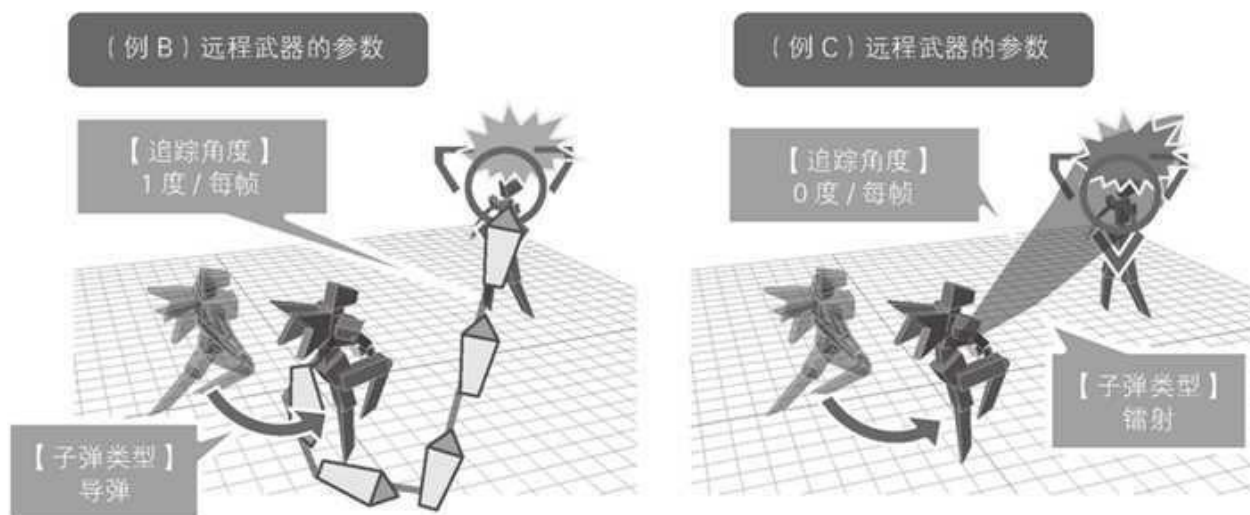 （例 B）远程武器的参数
【追踪角度】
1 度 / 每帧
【子弹类型】
导弹
（例 C）远程武器的参数
【追踪角度】
0 度 / 每帧
【子弹类型】
镭射